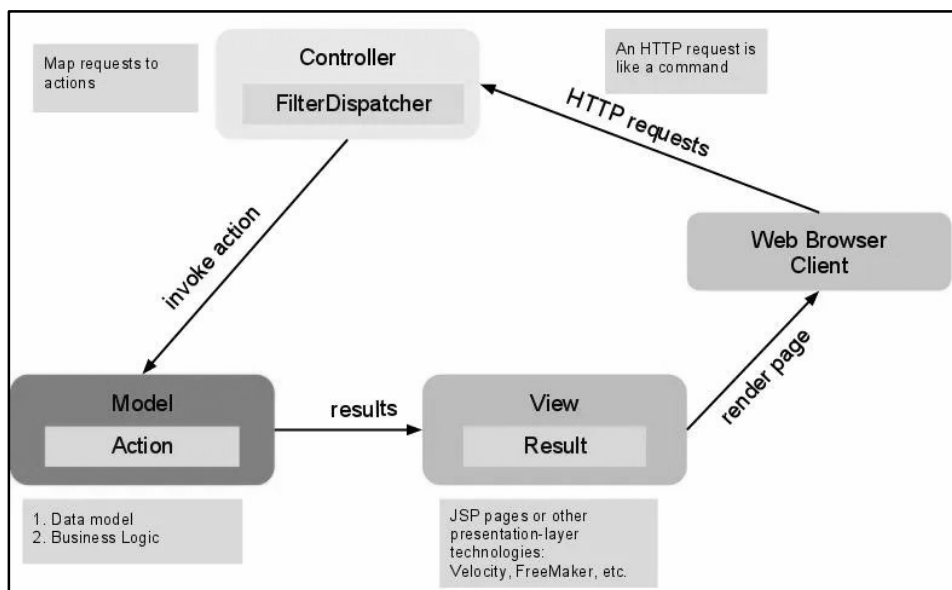 Map requests to
actions
Controller
FilterDispatcher
An HTTP request is
like a command
HTTP requests
invoke action
Web Browser
Client
render page
Model
Action
results
View
Result
1. Data model
2. Business Logic
JSP pages or other
presentation-layer
technologies:
Velocity, FreeMaker, etc.